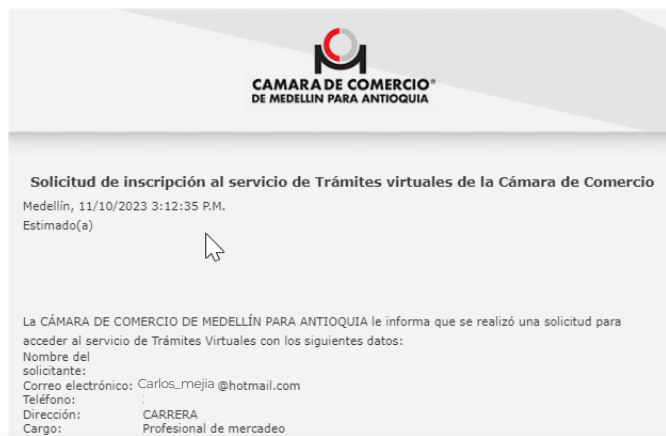 CAMARA DE COMERCIO®
DE MEDELLIN PARA ANTIOQUIA
Solicitud de inscripción al servicio de Trámites virtuales de la Cámara de Comercio
Medellín, 11/10/2023 3:12:35 P.M.
Estimado(a)
La CÁMARA DE COMERCIO DE MEDELLÍN PARA ANTIOQUIA le informa que se realizó una solicitud para
acceder al servicio de Trámites Virtuales con los siguientes datos:
Nombre del
solicitante:
Correo electrónico: Carlos_mejia @hotmail.com
Teléfono:
Dirección: CARRERA
Cargo: Profesional de mercadeo